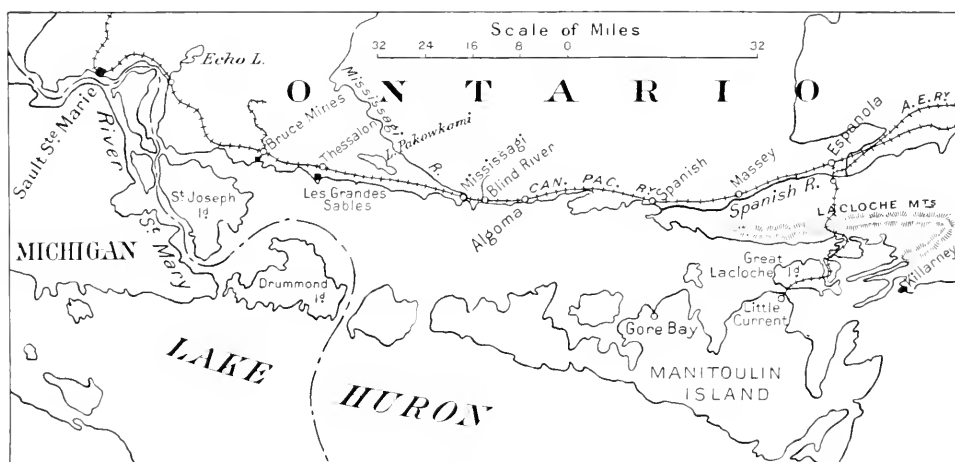 Scale of Miles
32 24 16 8 0 32
Echo L.
ONTARIO
Sault Ste. Marie
River
Bruce Mines
Thessalon
Mississagi
R.
L. Pakowkami
Les Grandes
Sables
Mississagi
Blind River
Algoma
CAN. PAC. RY.
Spanish
Massey
Espanola
A.E.RY
Spanish R.
LACLOCHE MTS
St. Joseph
Id
MICHIGAN
St. Mary
Drummond
Id
Great
Lacloche Id
Killarney
Little
Current
Gore Bay
MANITOULIN
ISLAND
LAKE
HURON